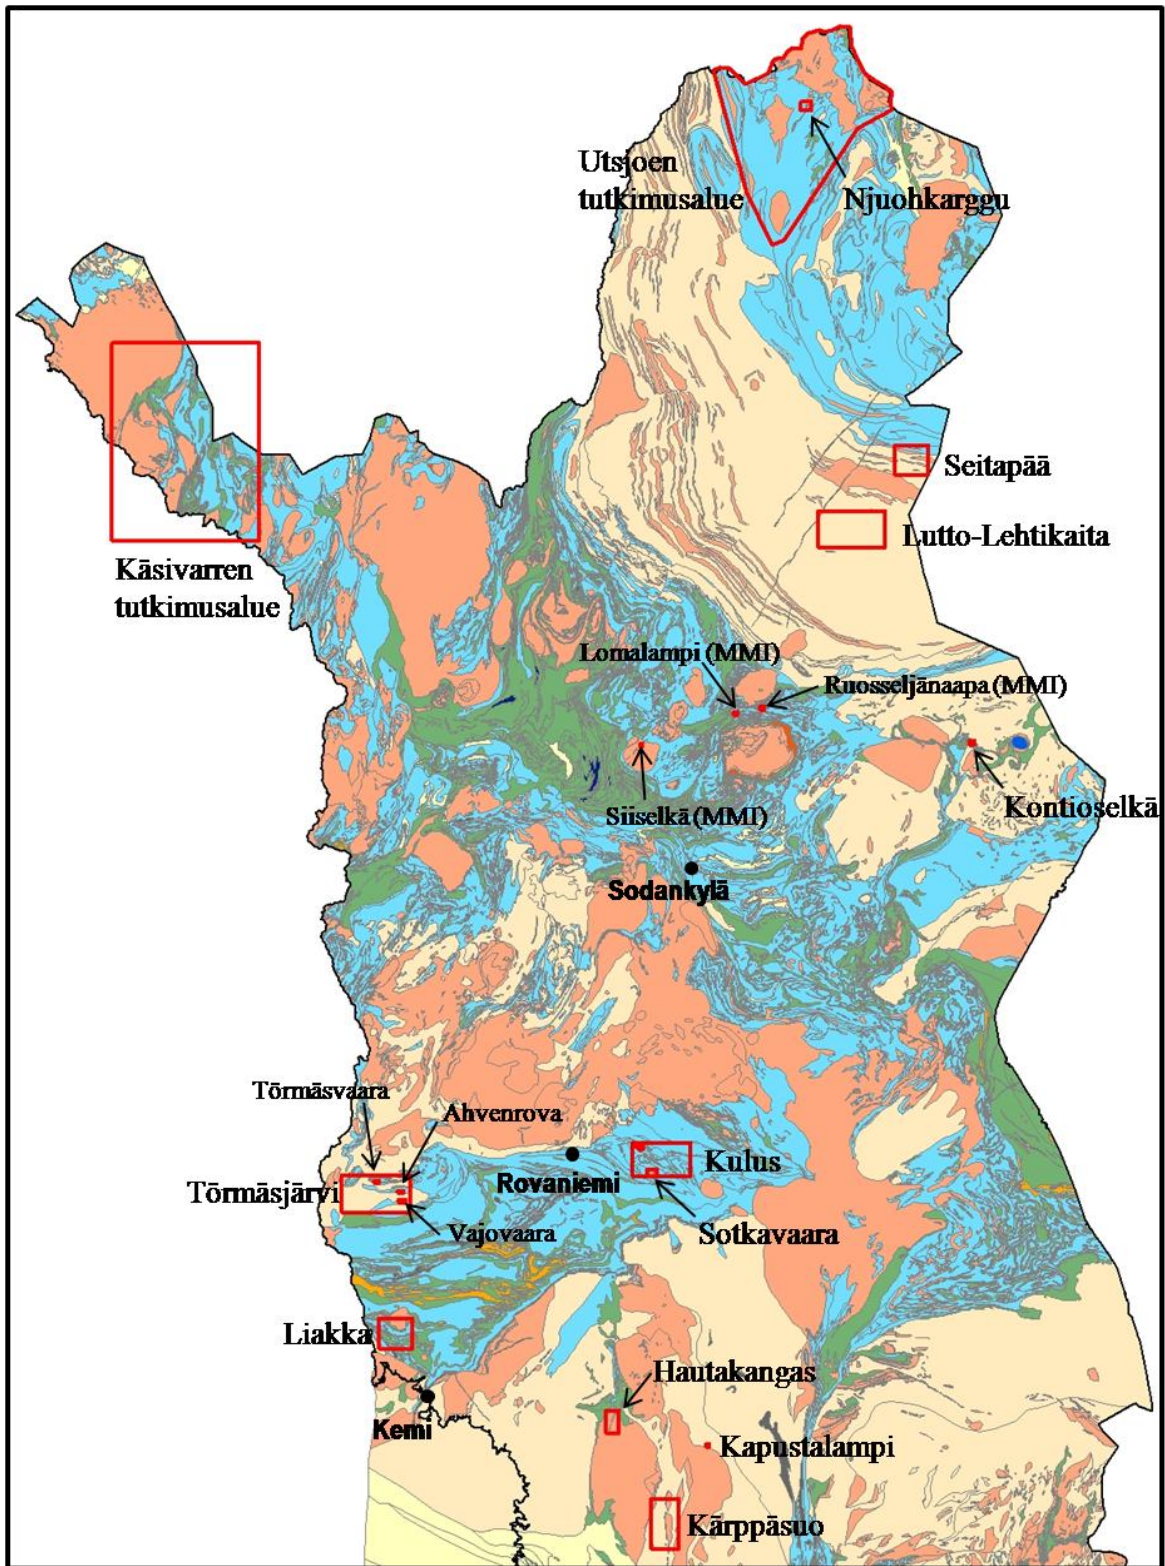 Utsjoen
tutkimusalue
Njuohkarggu
Seitapää
Lutto-Lehtikaita
Käsivarren
tutkimusalue
Lomalampi (MMI)
Ruosseljänaapa (MMI)
Siiselkä (MMI)
Kontioselkä
Sodankylä
Törmäsvaara
Ahvenrova
Kulus
Rovaniemi
Törmäsjärvi
Vajovaara
Sotkavaara
Liakka
Hautakangas
Kemi
Kapustalampi
Kärppäsuo